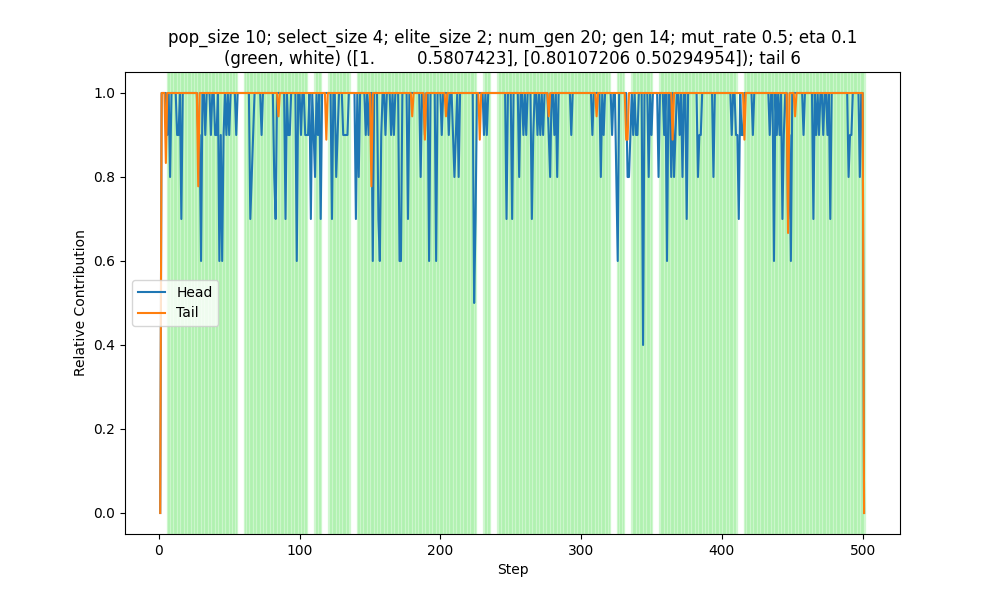 pop_size 10; select_size 4; elite_size 2; num_gen 20; gen 14; mut_rate 0.5; eta 0.1
(green, white) ([1.        0.5807423], [0.80107206 0.50294954]); tail 6
Relative Contribution
1.0
0.8
0.6
0.4
0.2
0.0
Head
Tail
0
100
200
300
400
500
Step